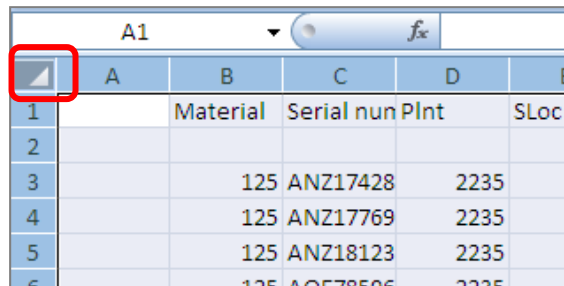 A1 fx
A B C D
1 Material Serial num Plnt SLoc
2
3 125 ANZ17428 2235
4 125 ANZ17769 2235
5 125 ANZ18123 2235